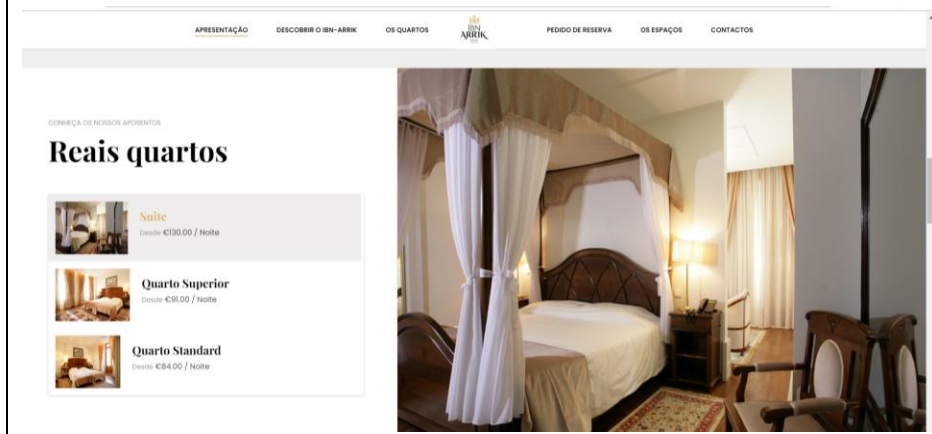 APRESENTAÇÃO DESCOBRIR O IBN-ARRIK OS QUARTOS IBN ARRIK PEDIDO DE RESERVA OS ESPAÇOS CONTACTOS
CONHEÇA OS NOSSOS APOSENTOS
Reais quartos
Suite
Desde €130.00 / Noite
Quarto Superior
Desde €91.00 / Noite
Quarto Standard
Desde €84.00 / Noite